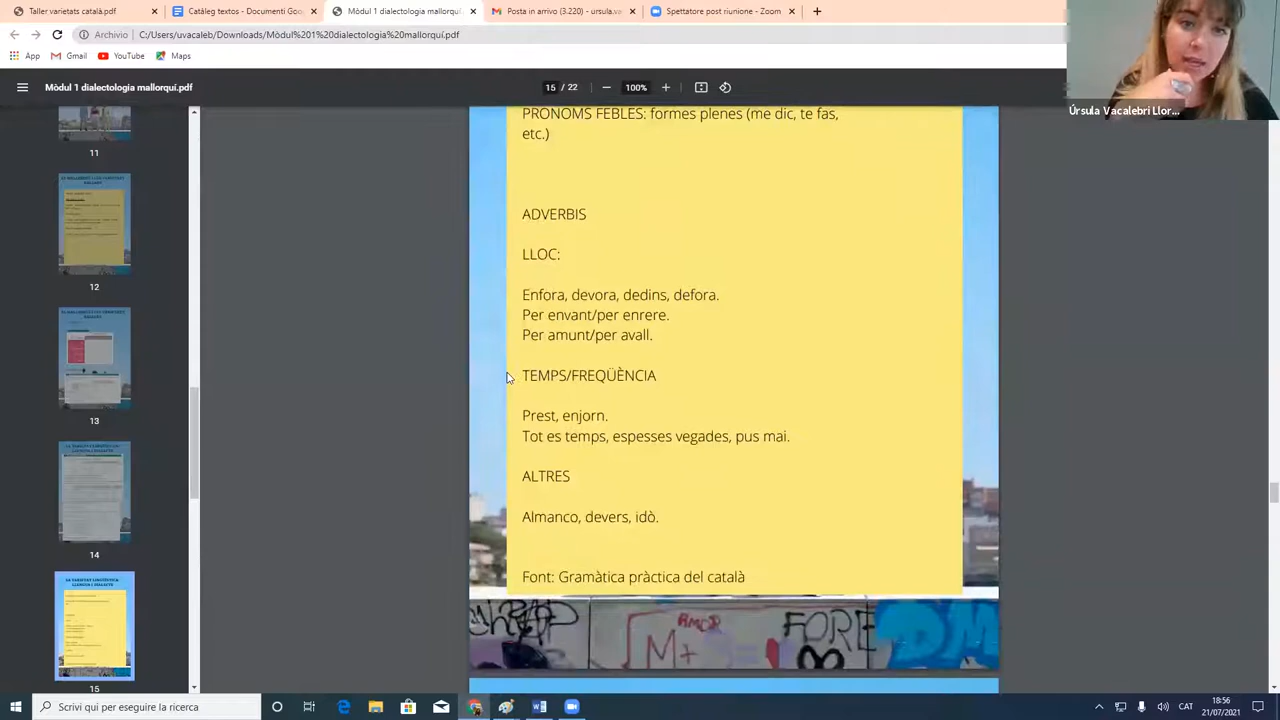 Taller varietats català.pdf
Catàleg textos - Documenti Goo
Mòdul 1 dialectologia mallorquí.
Posta in arrivo (3.220) - ursula.va
Spettatore post riunione - Zoom
Archivio
C:/Users/uvacaleb/Downloads/Mòdul%201%20dialectologia%20mallorquí.pdf
App
Gmail
YouTube
Maps
Mòdul 1 dialectologia mallorquí.pdf
15 / 22
100%
Úrsula Vacalebri Llor...
11
12
13
14
15
PRONOMS FEBLES: formes plenes (me dic, te fas,
etc.)
ADVERBIS
LLOC:
Enfora, devora, dedins, defora.
Per envant/per enrere.
Per amunt/per avall.
TEMPS/FREQÜÈNCIA
Prest, enjorn.
Tot es temps, espesses vegades, pus mai.
ALTRES
Almanco, devers, idò.
Font: Gramàtica pràctica del català
AMOR
Scrivi qui per eseguire la ricerca
CAT
18:56
21/07/2021